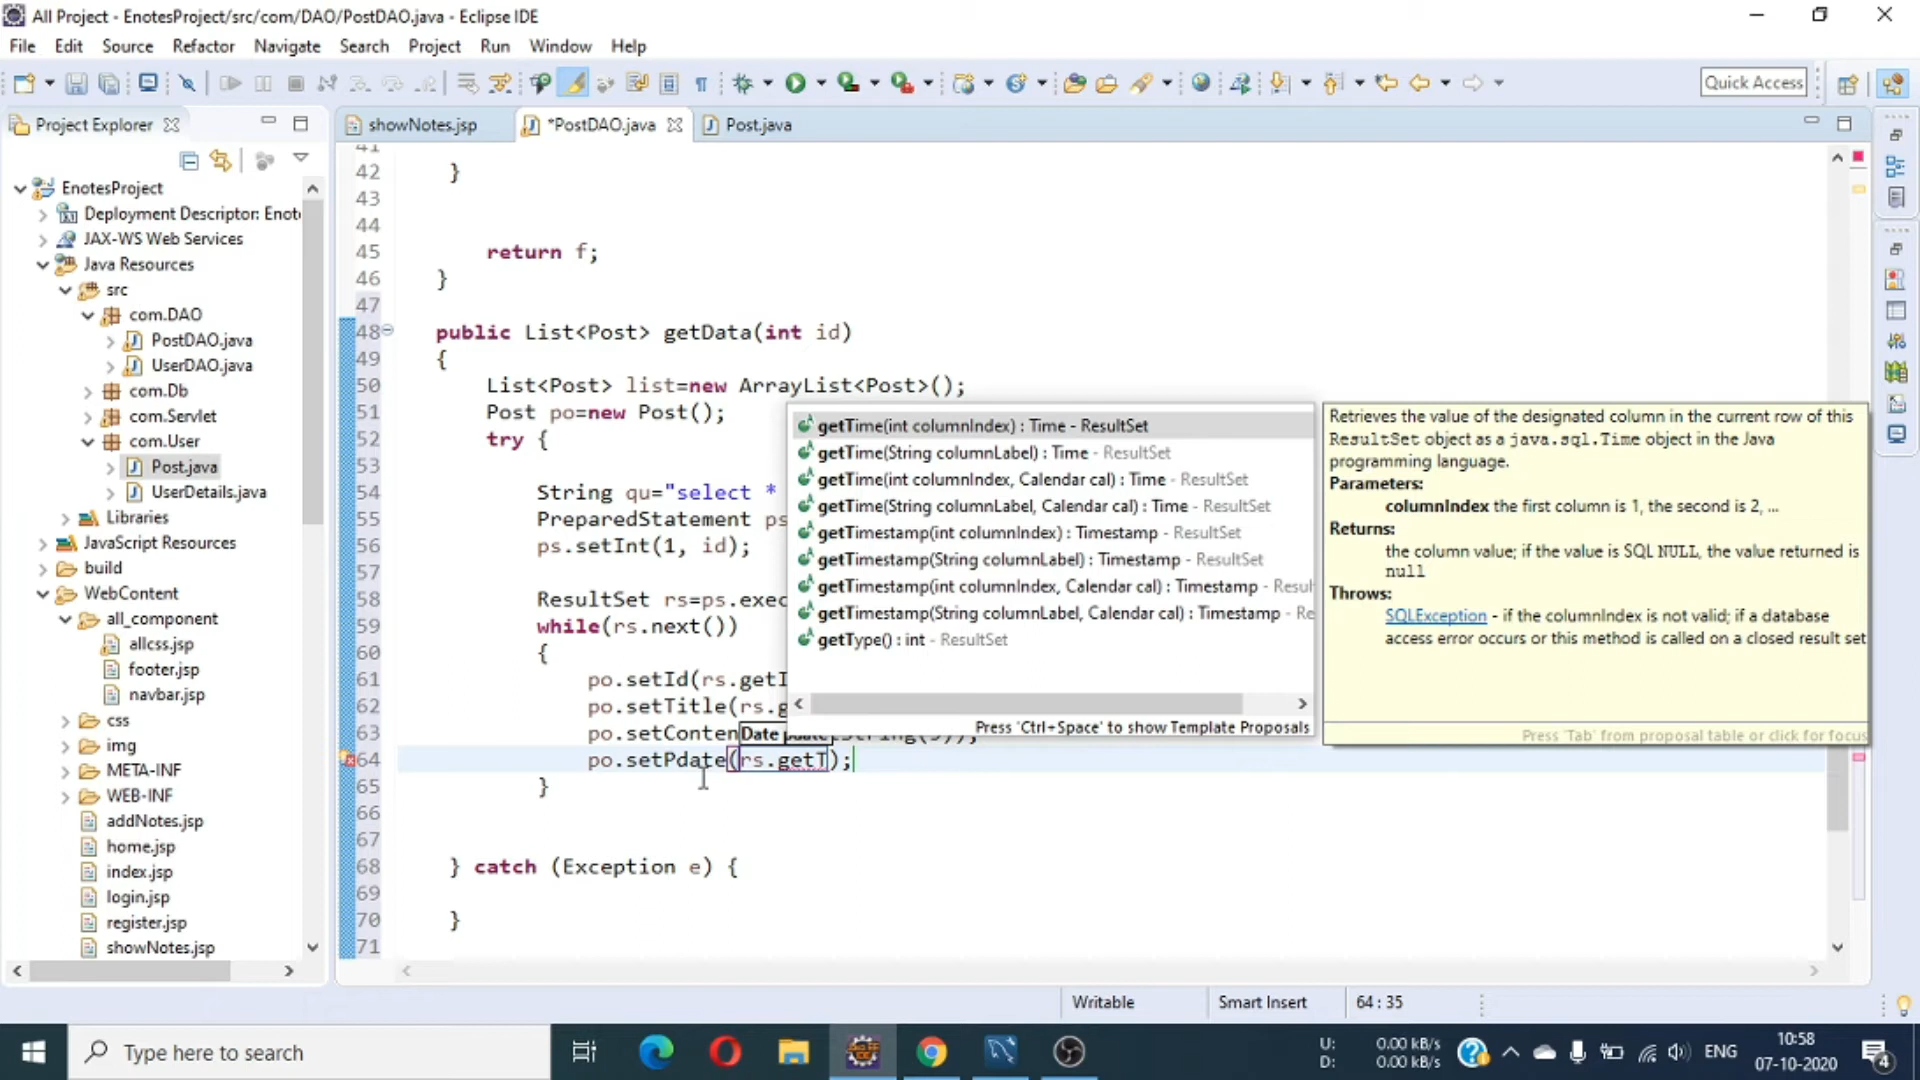 All Project - EnotesProject/src/com/DAO/PostDAO.java - Eclipse IDE
File Edit Source Refactor Navigate Search Project Run Window Help
Quick Access
Project Explorer
showNotes.jsp
*PostDAO.java
Post.java
EnotesProject
Deployment Descriptor: Enot
JAX-WS Web Services
Java Resources
src
com.DAO
PostDAO.java
UserDAO.java
com.Db
com.Servlet
com.User
Post.java
UserDetails.java
Libraries
JavaScript Resources
build
WebContent
all_component
allcss.jsp
footer.jsp
navbar.jsp
css
img
META-INF
WEB-INF
addNotes.jsp
home.jsp
index.jsp
login.jsp
register.jsp
showNotes.jsp
41
42 }
43
44
45 return f;
46 }
47
48 public List<Post> getData(int id)
49 {
50 List<Post> list=new ArrayList<Post>();
51 Post po=new Post();
52 try {
53
54 String qu="select *
55 PreparedStatement ps
56 ps.setInt(1, id);
57
58 ResultSet rs=ps.exec
59 while(rs.next())
60 {
61 po.setId(rs.getI
62 po.setTitle(rs.g
63 po.setConten
Date
64 po.setPdate(rs.getT);
65 }
66
67
68 } catch (Exception e) {
69
70 }
71
getTime(int columnIndex) : Time - ResultSet
getTime(String columnLabel) : Time - ResultSet
getTime(int columnIndex, Calendar cal) : Time - ResultSet
getTime(String columnLabel, Calendar cal) : Time - ResultSet
getTimestamp(int columnIndex) : Timestamp - ResultSet
getTimestamp(String columnLabel) : Timestamp - ResultSet
getTimestamp(int columnIndex, Calendar cal) : Timestamp - Resul
getTimestamp(String columnLabel, Calendar cal) : Timestamp - Re
getType() : int - ResultSet
Press 'Ctrl+Space' to show Template Proposals
Retrieves the value of the designated column in the current row of this
ResultSet object as a java.sql.Time object in the Java
programming language.
Parameters:
columnIndex the first column is 1, the second is 2, ...
Returns:
the column value; if the value is SQL NULL, the value returned is
null
Throws:
SQLException - if the columnIndex is not valid; if a database
access error occurs or this method is called on a closed result set
Press 'Tab' from proposal table or click for focus
Writable
Smart Insert
64 : 35
Type here to search
U: 0.00 kB/s
D: 0.00 kB/s
ENG
10:58
07-10-2020
4